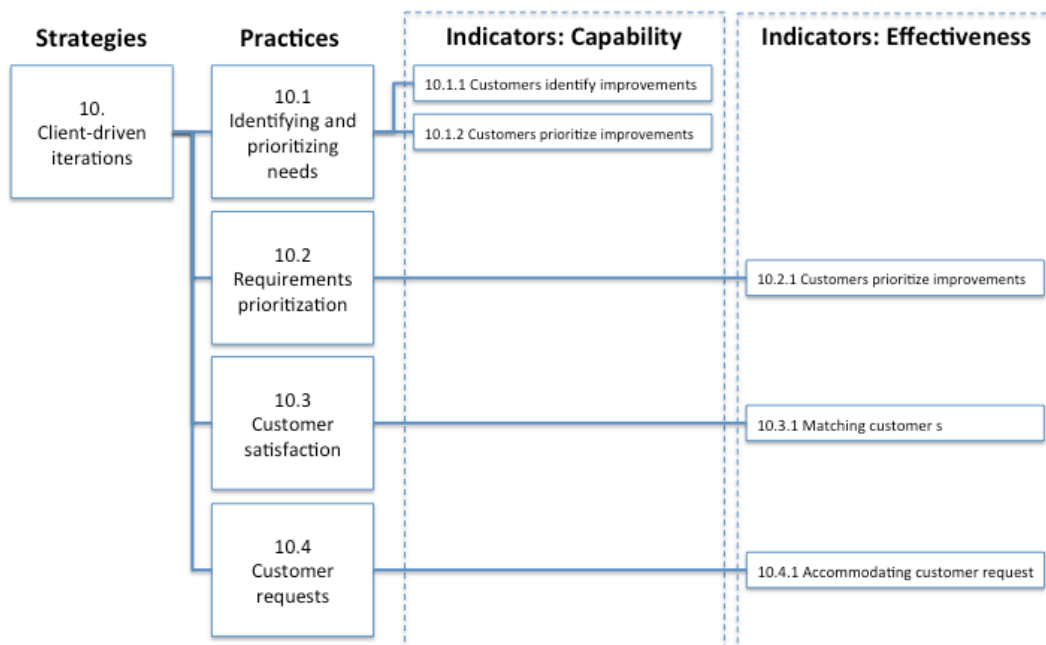 Strategies
Practices
Indicators: Capability
Indicators: Effectiveness
10.
Client-driven
iterations
10.1
Identifying and
prioritizing
needs
10.1.1 Customers identify improvements
10.1.2 Customers prioritize improvements
10.2
Requirements
prioritization
10.2.1 Customers prioritize improvements
10.3
Customer
satisfaction
10.3.1 Matching customer s
10.4
Customer
requests
10.4.1 Accommodating customer request